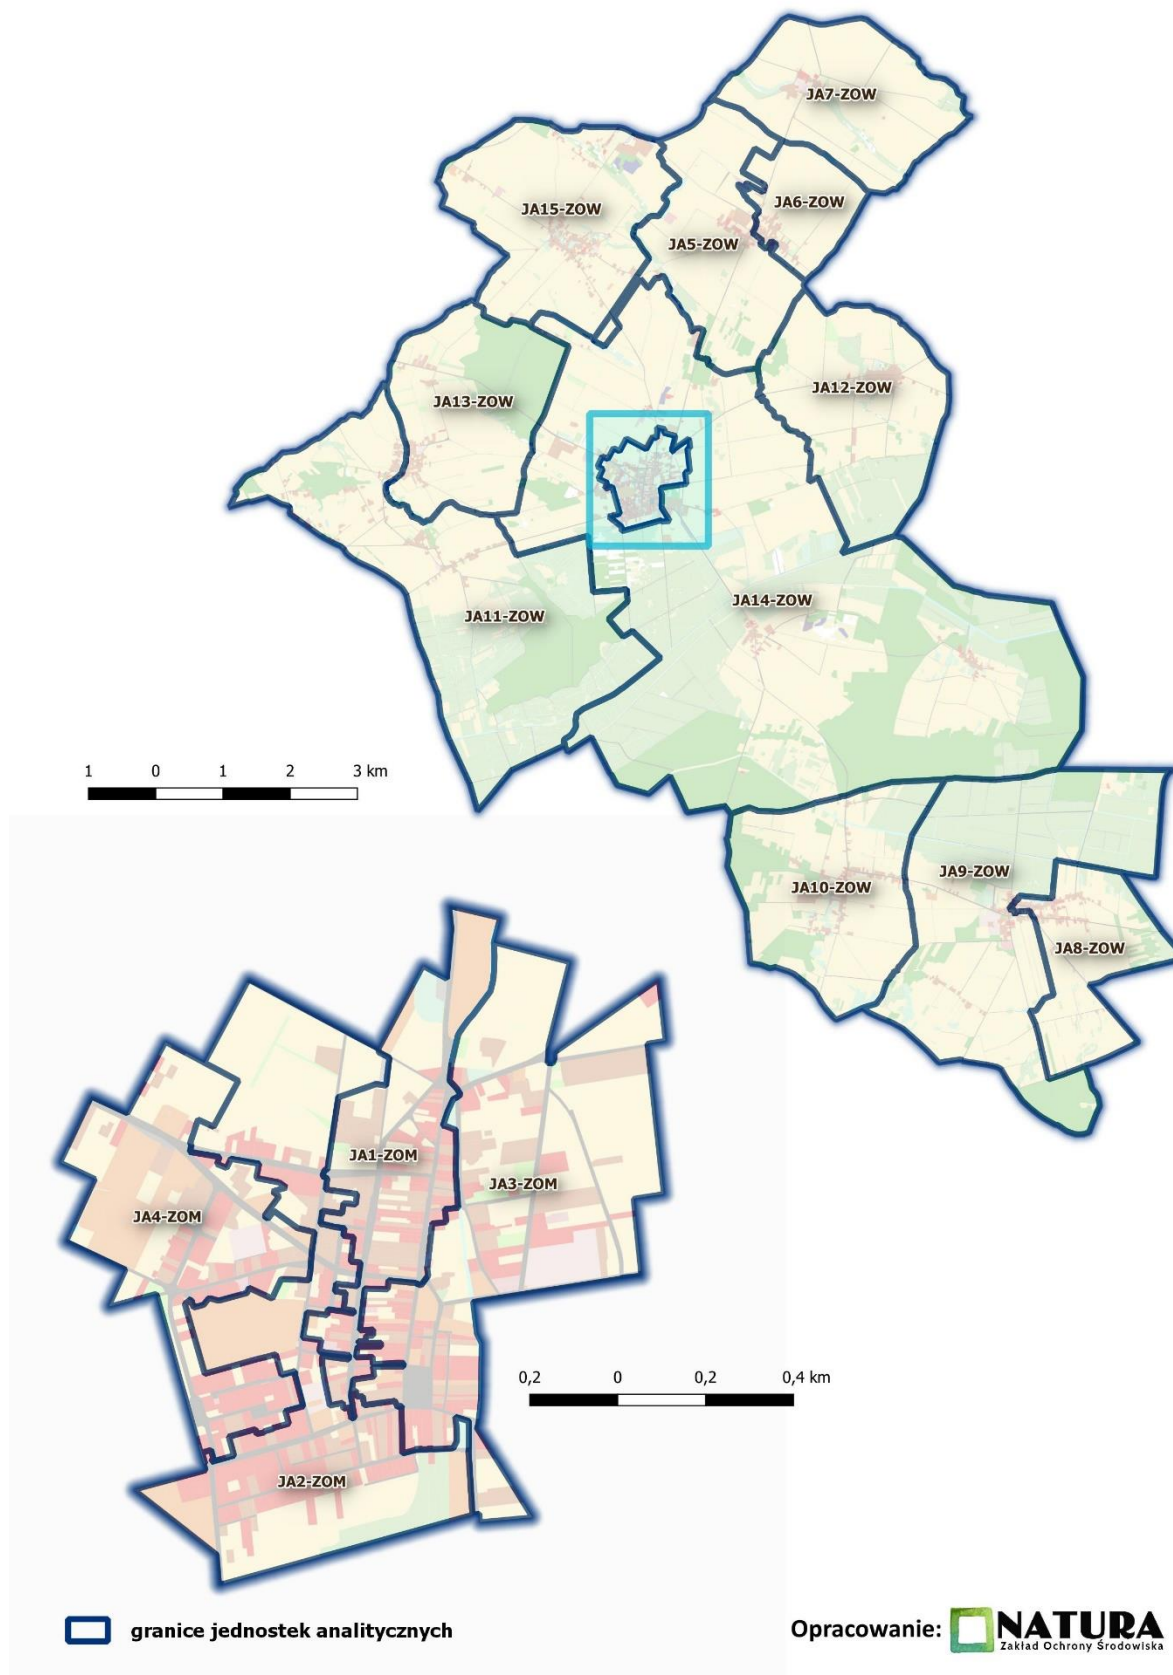 JA7-ZOW
JA6-ZOW
JA15-ZOW
JA5-ZOW
JA12-ZOW
JA13-ZOW
JA14-ZOW
JA11-ZOW
1 0 1 2 3 km
JA9-ZOW
JA10-ZOW
JA8-ZOW
JA1-ZOM
JA3-ZOM
JA4-ZOM
0,2 0 0,2 0,4 km
JA2-ZOM
granice jednostek analitycznych
Opracowanie: NATURA
Zakład Ochrony Środowiska